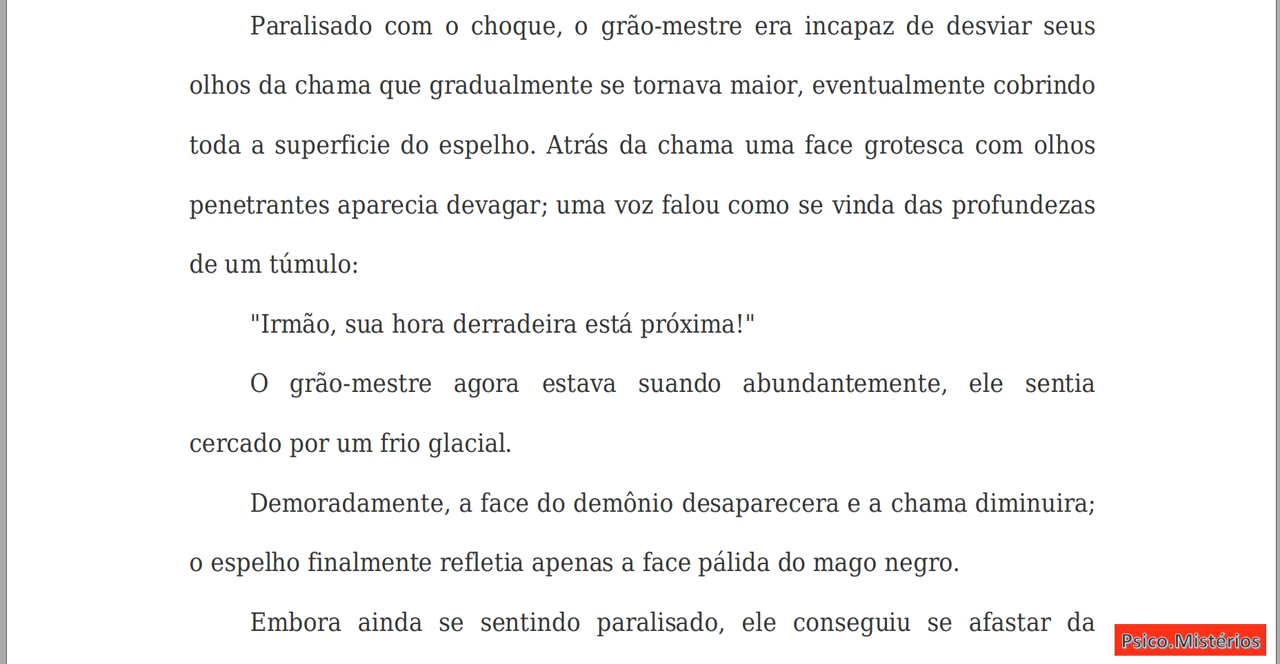 Paralisado com o choque, o grão-mestre era incapaz de desviar seus
olhos da chama que gradualmente se tornava maior, eventualmente cobrindo
toda a superficie do espelho. Atrás da chama uma face grotesca com olhos
penetrantes aparecia devagar; uma voz falou como se vinda das profundezas
de um túmulo:
"Irmão, sua hora derradeira está próxima!"
O grão-mestre agora estava suando abundantemente, ele sentia
cercado por um frio glacial.
Demoradamente, a face do demônio desaparecera e a chama diminuira;
o espelho finalmente refletia apenas a face pálida do mago negro.
Embora ainda se sentindo paralisado, ele conseguiu se afastar da
Psico.Mistérios